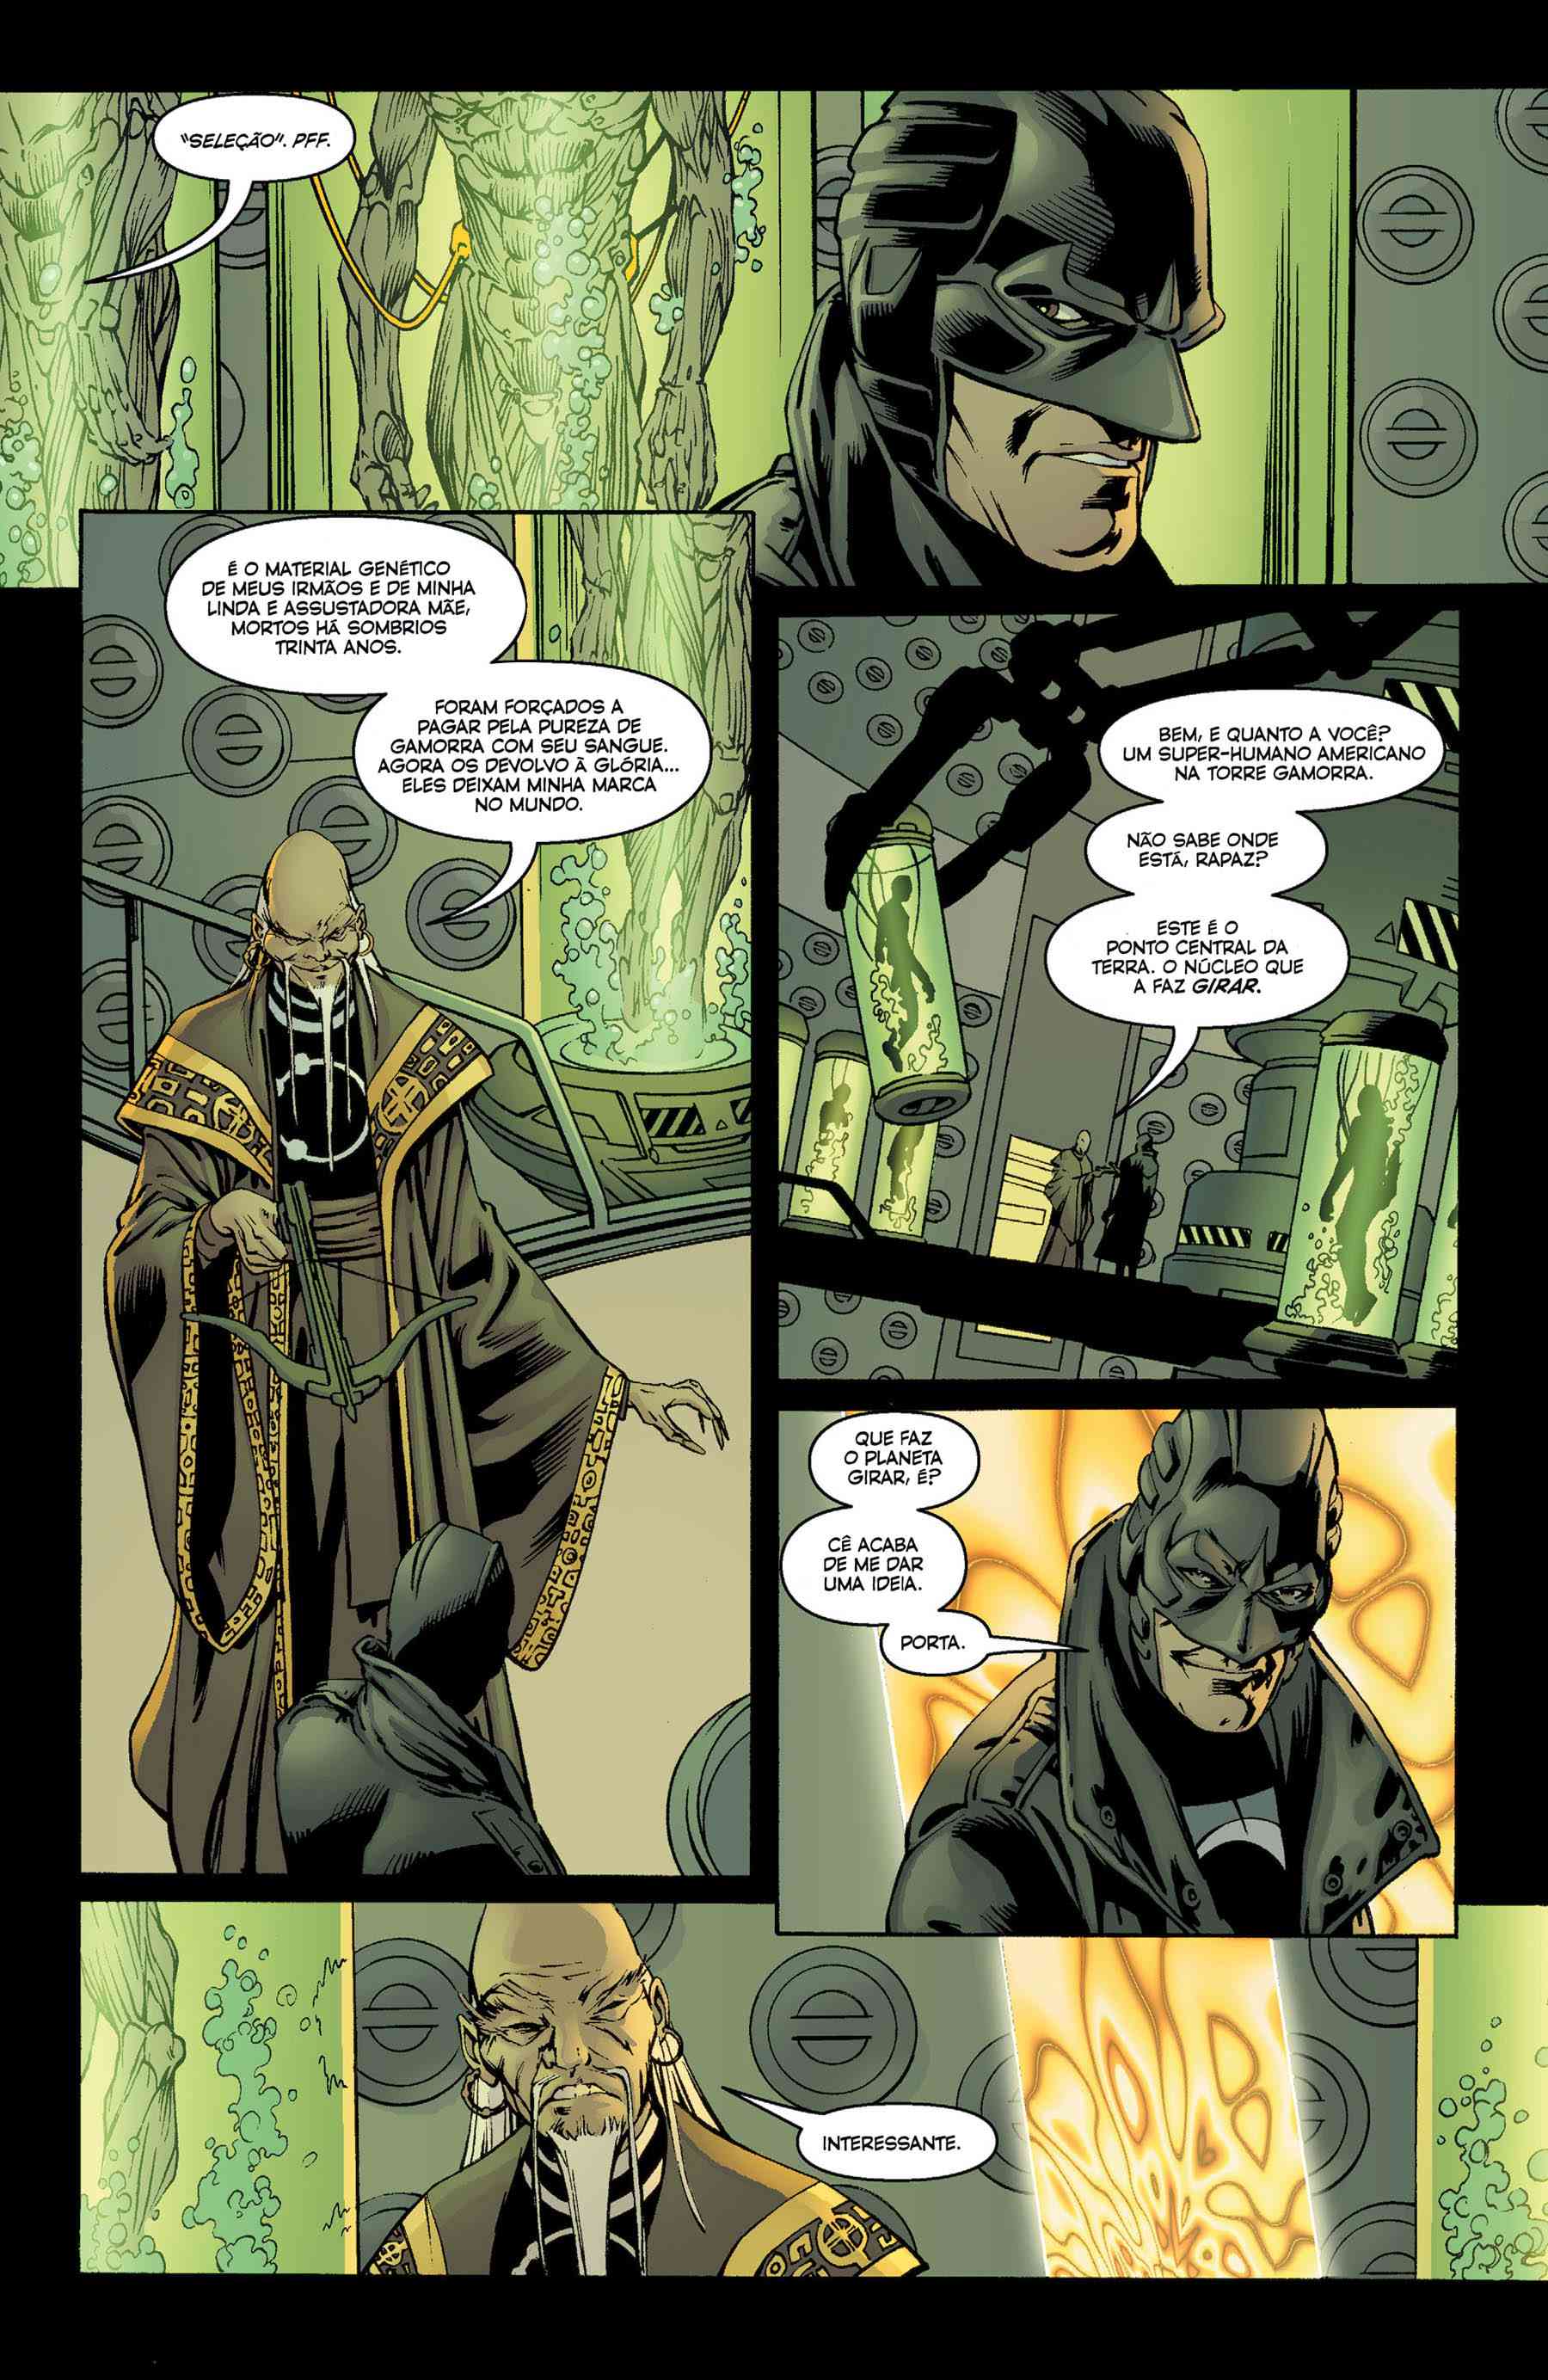 "SELEÇÃO". PFF.
É O MATERIAL GENÉTICO
DE MEUS IRMÃOS E DE MINHA
LINDA E ASSUSTADORA MÃE,
MORTOS HÁ SOMBRIOS
TRINTA ANOS.
FORAM FORÇADOS A
PAGAR PELA PUREZA DE
GAMORRA COM SEU SANGUE.
AGORA OS DEVOLVO À GLÓRIA...
ELES DEIXAM MINHA MARCA
NO MUNDO.
BEM, E QUANTO A VOCÊ?
UM SUPER-HUMANO AMERICANO
NA TORRE GAMORRA.
NÃO SABE ONDE
ESTÁ, RAPAZ?
ESTE É O
PONTO CENTRAL DA
TERRA. O NÚCLEO QUE
A FAZ GIRAR.
QUE FAZ
O PLANETA
GIRAR, É?
CÊ ACABA
DE ME DAR
UMA IDEIA.
PORTA.
INTERESSANTE.